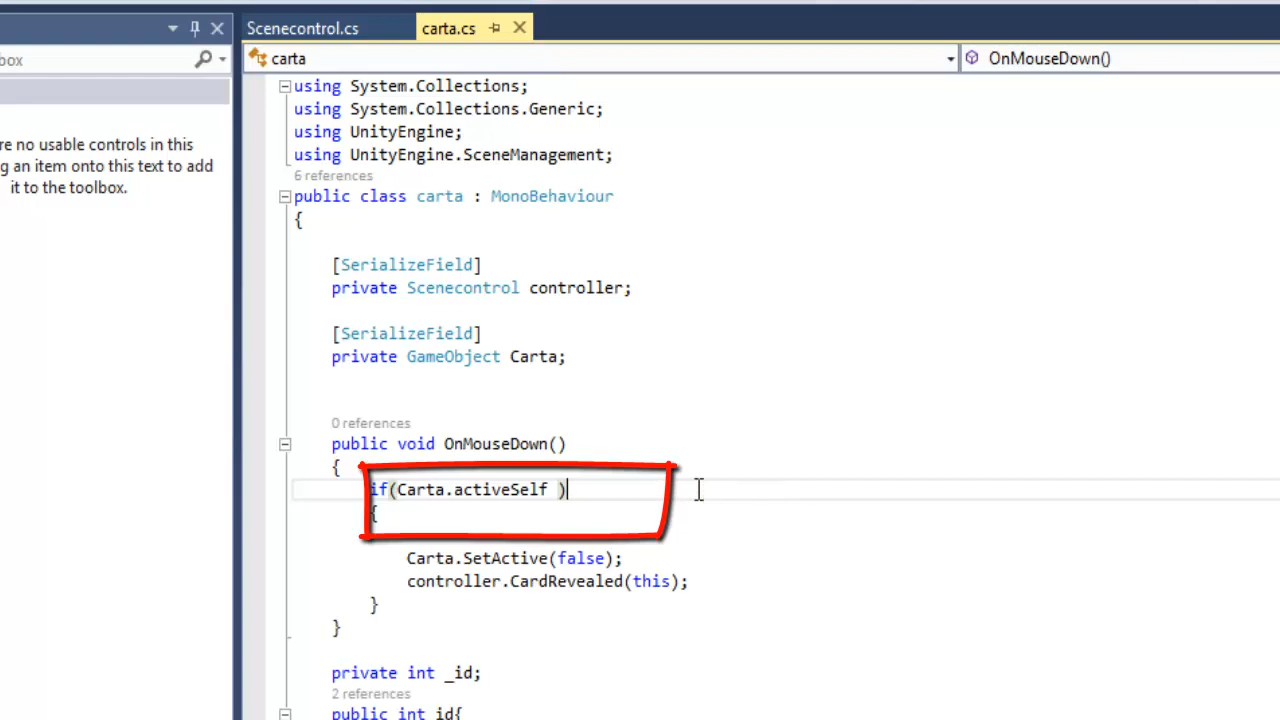 Scenecontrol.cs carta.cs
box
carta OnMouseDown()
re no usable controls in this
g an item onto this text to add
it to the toolbox.
using System.Collections;
using System.Collections.Generic;
using UnityEngine;
using UnityEngine.SceneManagement;
6 references
public class carta : MonoBehaviour
{
[SerializeField]
private Scenecontrol controller;
[SerializeField]
private GameObject Carta;
0 references
public void OnMouseDown()
{
if(Carta.activeSelf )
{
Carta.SetActive(false);
controller.CardRevealed(this);
}
}
private int _id;
2 references
public int id{